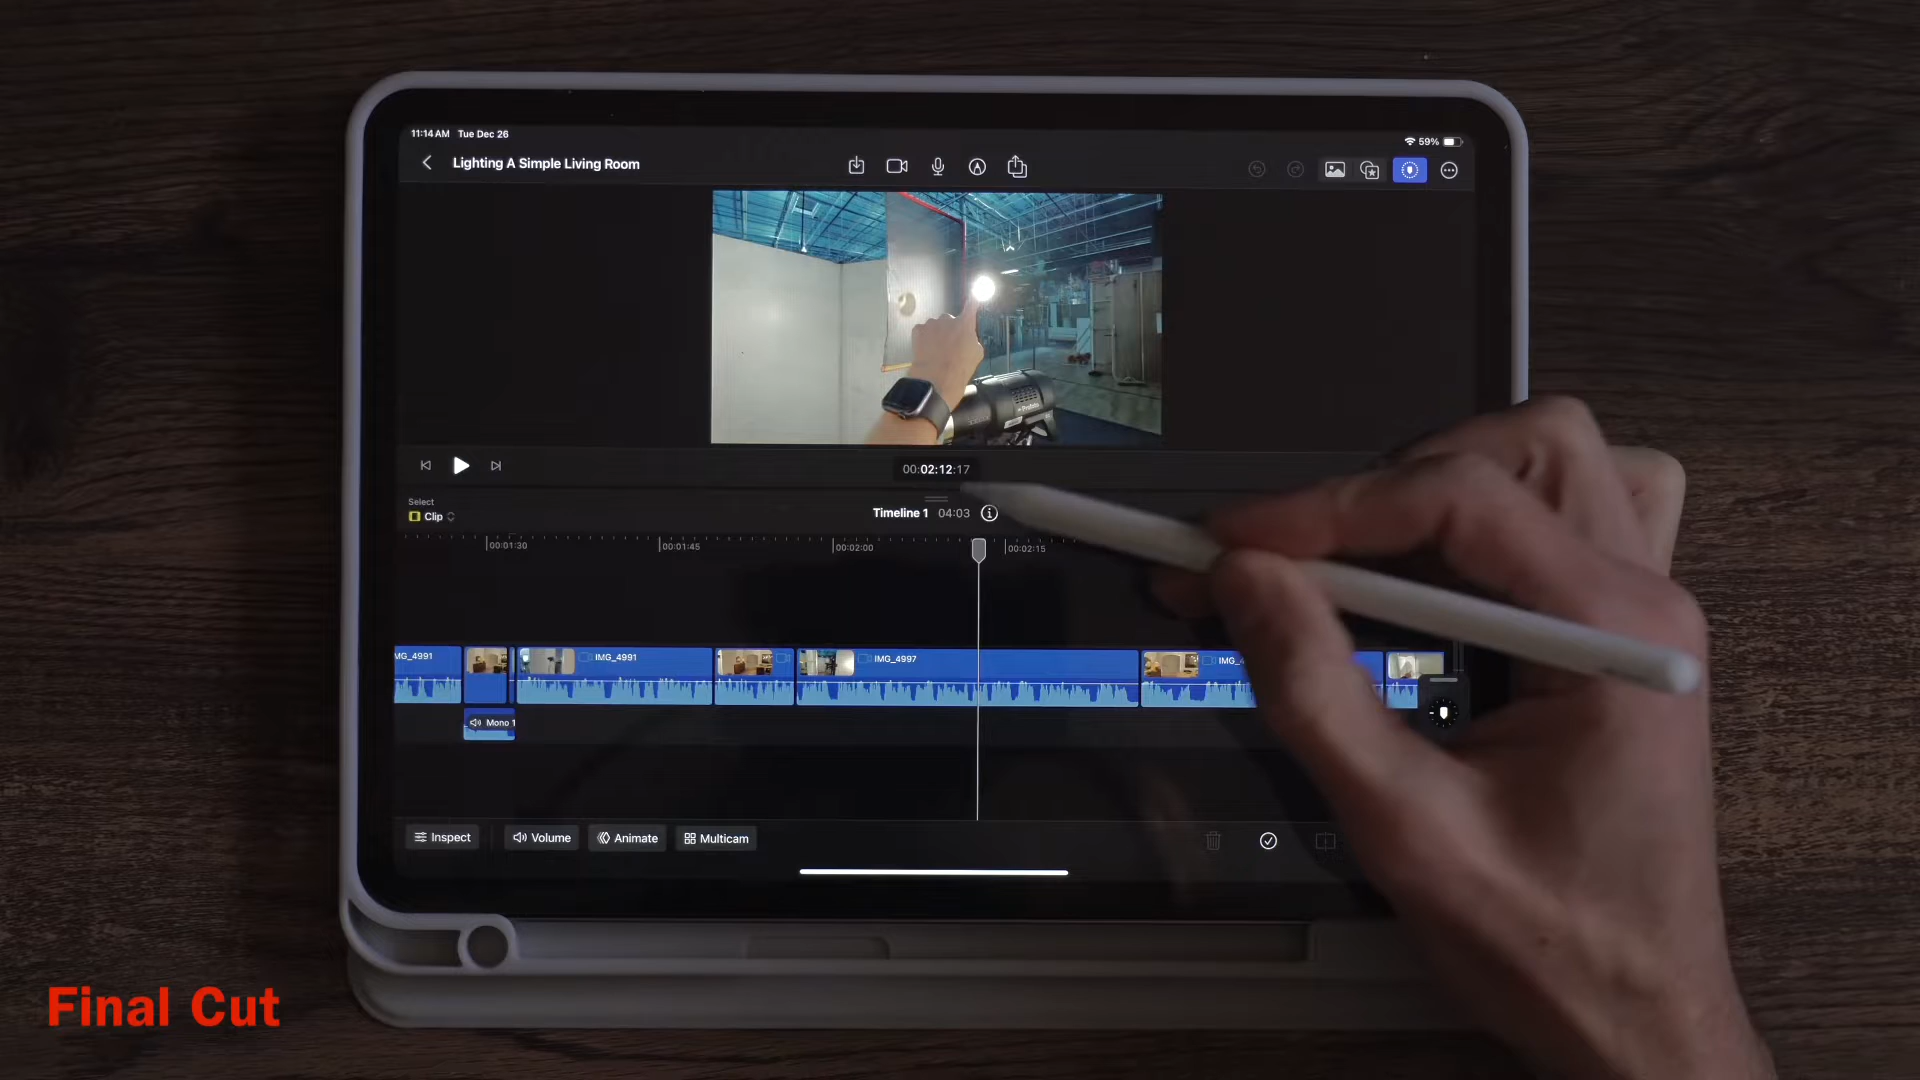 11:14 AM Tue Dec 26
59%
Lighting A Simple Living Room
Profoto
00:02:12:17
Select
Clip
Timeline 1 04:03
00:01:30
00:01:45
00:02:00
00:02:15
IMG_4991
IMG_4997
IMG_4
MG_4991
Mono 1
Inspect
Volume
Animate
Multicam
Final Cut